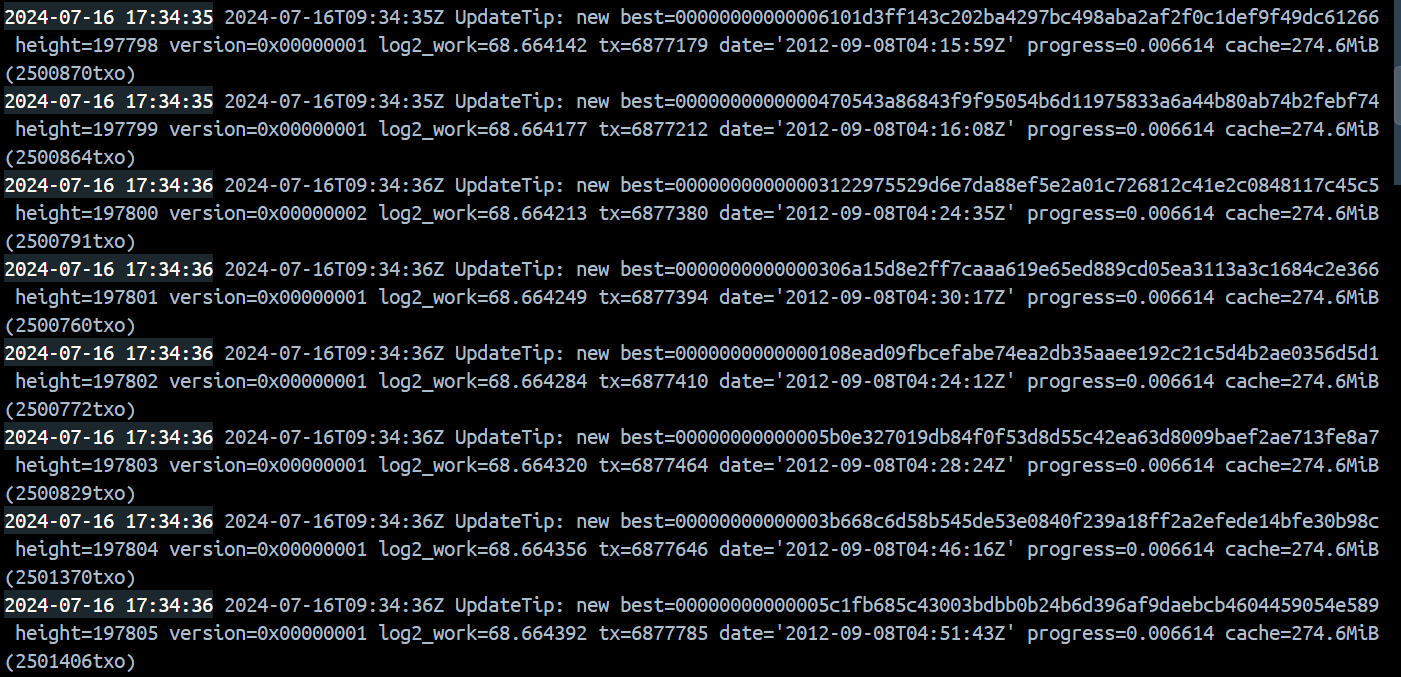 2024-07-16 17:34:35 2024-07-16T09:34:35Z UpdateTip: new best=00000000000006101d3ff143c202ba4297bc498aba2af2f0c1def9f49dc61266
height=197798 version=0x00000001 log2_work=68.664142 tx=6877179 date='2012-09-08T04:15:59Z' progress=0.006614 cache=274.6MiB
(2500870txo)
2024-07-16 17:34:35 2024-07-16T09:34:35Z UpdateTip: new best=0000000000000470543a86843f9f95054b6d11975833a6a44b80ab74b2febf74
height=197799 version=0x00000001 log2_work=68.664177 tx=6877212 date='2012-09-08T04:16:08Z' progress=0.006614 cache=274.6MiB
(2500864txo)
2024-07-16 17:34:36 2024-07-16T09:34:35Z UpdateTip: new best=00000000000003122975529d6e7da88ef5e2a01c726812c41e2c0848117c45c5
height=197800 version=0x00000002 log2_work=68.664213 tx=6877380 date='2012-09-08T04:24:35Z' progress=0.006614 cache=274.6MiB
(2500791txo)
2024-07-16 17:34:36 2024-07-16T09:34:36Z UpdateTip: new best=0000000000000306a15d8e2ff7caaa619e65ed889cd05ea3113a3c1684c2e366
height=197801 version=0x00000001 log2_work=68.664249 tx=6877394 date='2012-09-08T04:30:17Z' progress=0.006614 cache=274.6MiB
(2500760txo)
2024-07-16 17:34:36 2024-07-16T09:34:36Z UpdateTip: new best=0000000000000108ead09fbcefabe74ea2db35aaee192c21c5d4b2ae0356d5d1
height=197802 version=0x00000001 log2_work=68.664284 tx=6877410 date='2012-09-08T04:24:12Z' progress=0.006614 cache=274.6MiB
(2500772txo)
2024-07-16 17:34:36 2024-07-16T09:34:36Z UpdateTip: new best=00000000000005b0e327019db84f0f53d8d55c42ea63d8009baef2ae713fe8a7
height=197803 version=0x00000001 log2_work=68.664320 tx=6877464 date='2012-09-08T04:28:24Z' progress=0.006614 cache=274.6MiB
(2500829txo)
2024-07-16 17:34:36 2024-07-16T09:34:36Z UpdateTip: new best=00000000000003b668c6d58b545de53e0840f239a18ff2a2efede14bfe30b98c
height=197804 version=0x00000001 log2_work=68.664356 tx=6877646 date='2012-09-08T04:46:16Z' progress=0.006614 cache=274.6MiB
(2501370txo)
2024-07-16 17:34:36 2024-07-16T09:34:36Z UpdateTip: new best=00000000000005c1fb685c43003bdbb0b24b6d396af9daebcb4604459054e589
height=197805 version=0x00000001 log2_work=68.664392 tx=6877785 date='2012-09-08T04:51:43Z' progress=0.006614 cache=274.6MiB
(2501406txo)